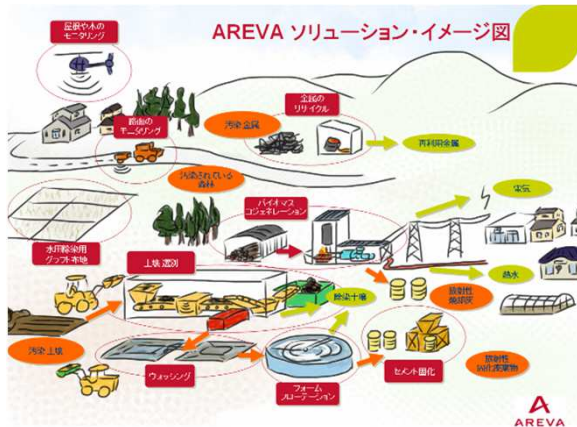 AREVA ソリューション・イメージ図
屋根や木の
モニタリング
路面の
モニタリング
汚染金属
金属の
リサイクル
再利用金属
汚染されている
森林
バイオマス
コジェネレーション
電気
水田除染用
グラフト布地
土壌選別
熱水
除染土壌
放射性
焼却灰
汚染土壌
ウォッシング
フォーム
フローテーション
セメント固化
放射性
固化廃棄物
AREVA